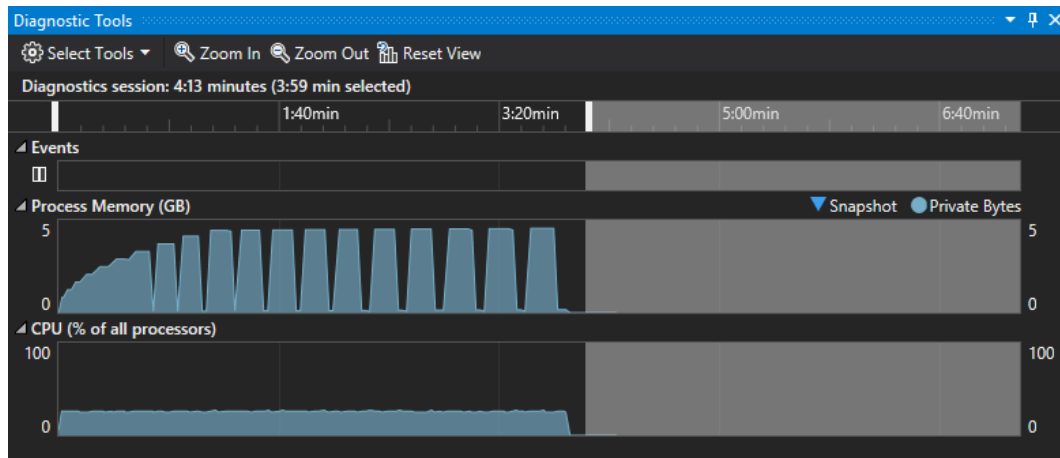 Diagnostic Tools
Select Tools Zoom In Zoom Out Reset View
Diagnostics session: 4:13 minutes (3:59 min selected)
1:40min 3:20min 5:00min 6:40min
Events
Process Memory (GB) Snapshot Private Bytes
5 5
0 0
CPU (% of all processors)
100 100
0 0